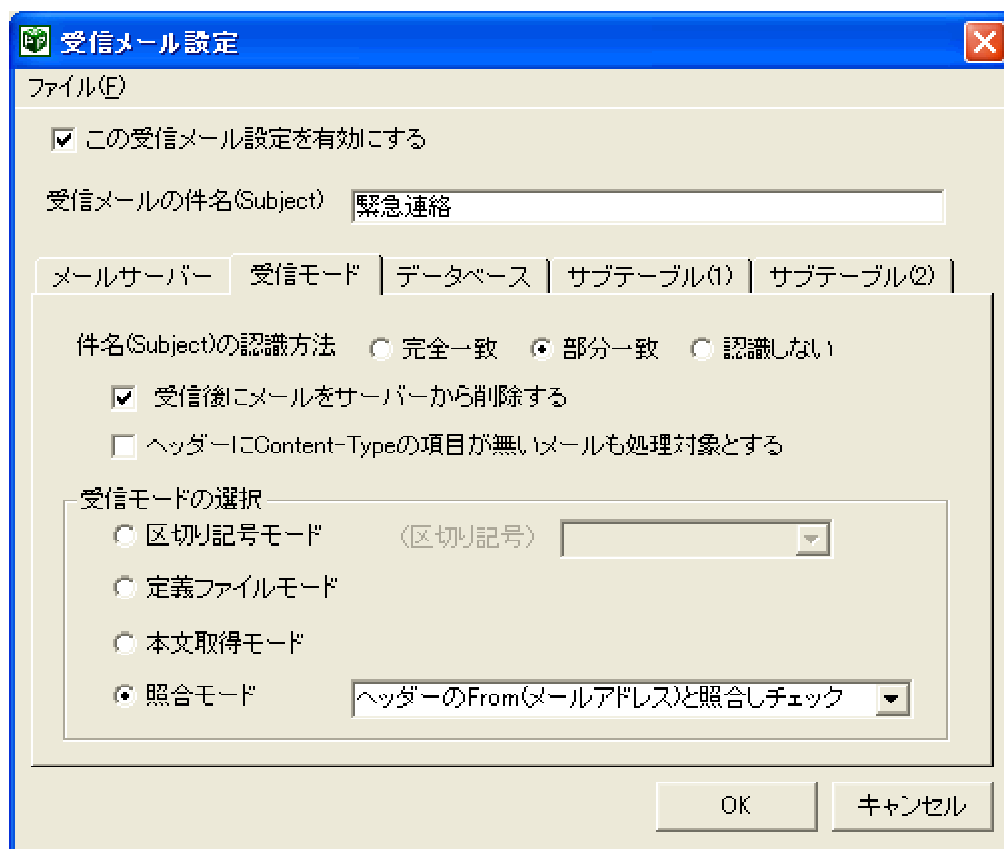 受信メール設定
ファイル(F)
この受信メール設定を有効にする
受信メールの件名(Subject) 緊急連絡
メールサーバー 受信モード データベース サブテーブル(1) サブテーブル(2)
件名(Subject)の認識方法 完全一致 部分一致 認識しない
受信後にメールをサーバーから削除する
ヘッダーにContent-Typeの項目が無いメールも処理対象とする
受信モードの選択
区切り記号モード (区切り記号)
定義ファイルモード
本文取得モード
照合モード ヘッダーのFrom(メールアドレス)と照合しチェック
OK キャンセル